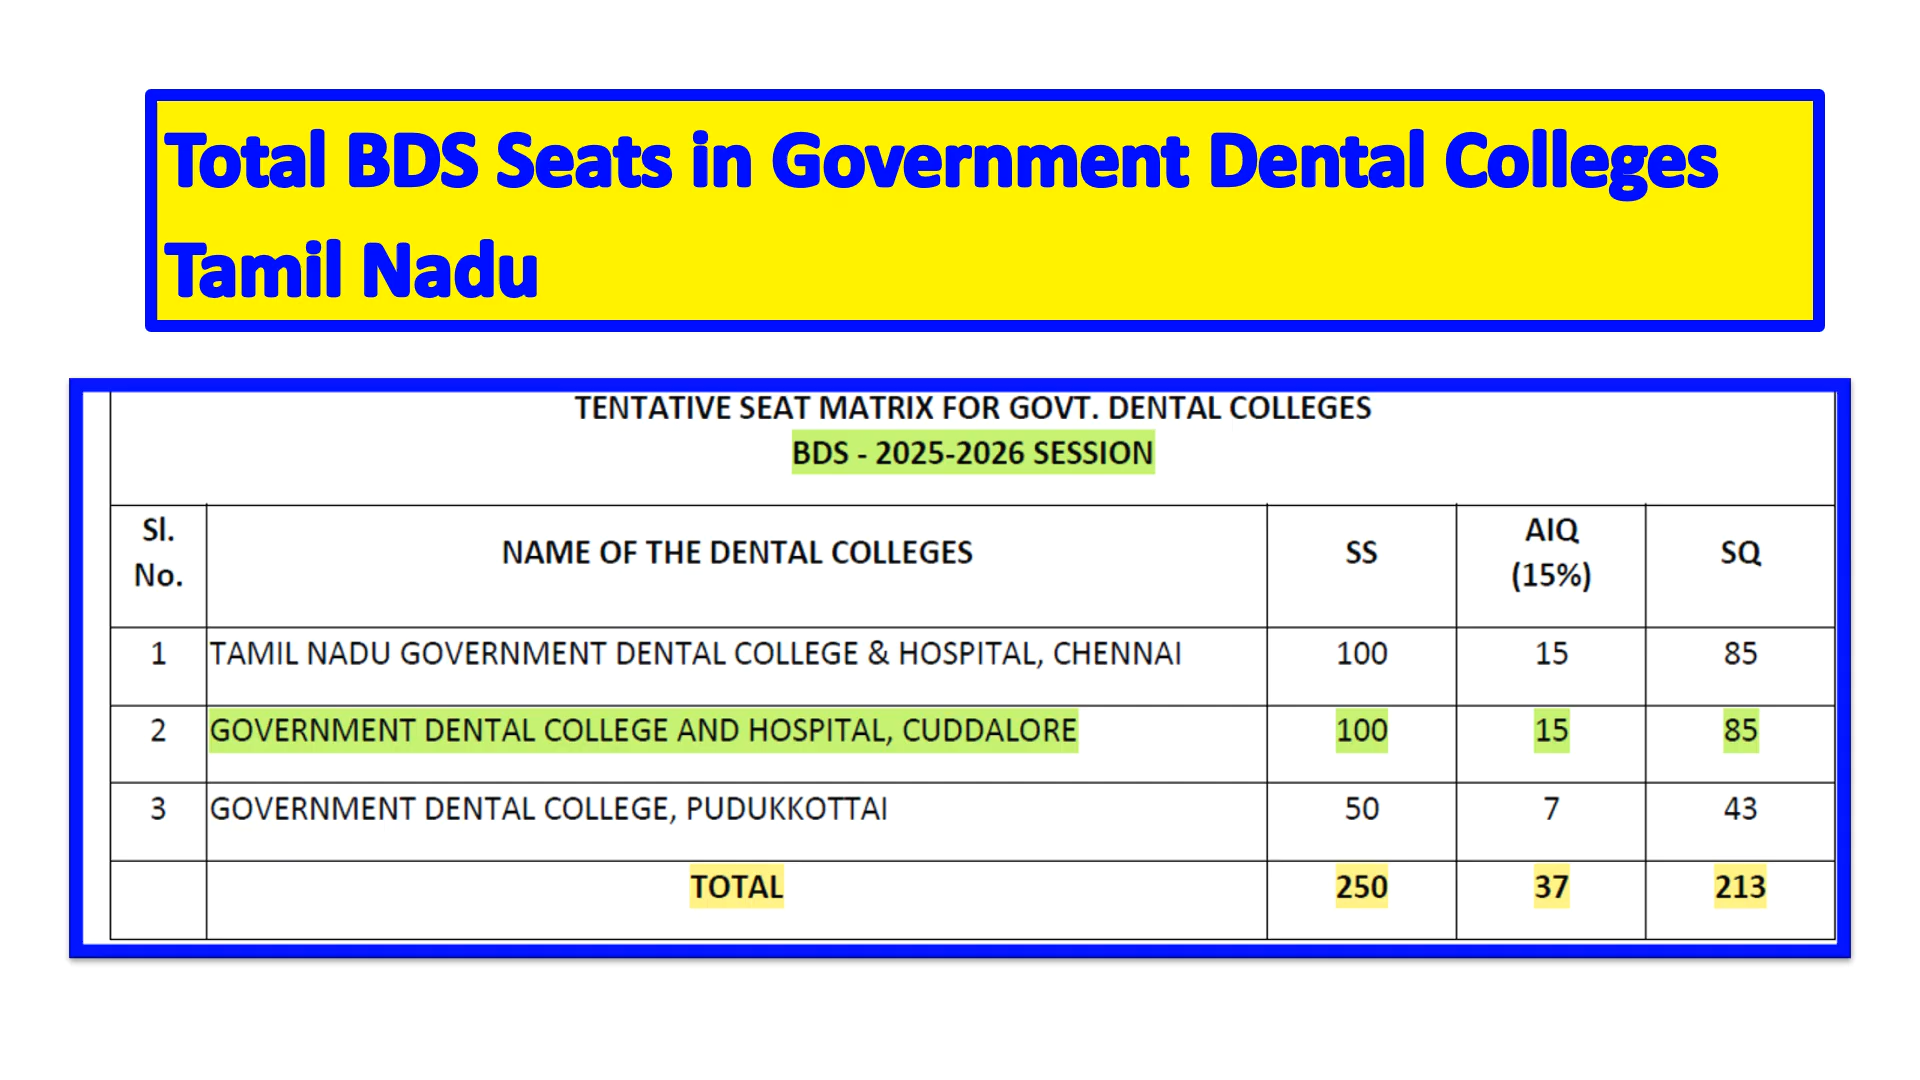 Total BDS Seats in Government Dental Colleges
Tamil Nadu
TENTATIVE SEAT MATRIX FOR GOVT. DENTAL COLLEGES
BDS - 2025-2026 SESSION
Sl. No. NAME OF THE DENTAL COLLEGES SS AIQ (15%) SQ
1 TAMIL NADU GOVERNMENT DENTAL COLLEGE & HOSPITAL, CHENNAI 100 15 85
2 GOVERNMENT DENTAL COLLEGE AND HOSPITAL, CUDDALORE 100 15 85
3 GOVERNMENT DENTAL COLLEGE, PUDUKKOTTAI 50 7 43
TOTAL 250 37 213